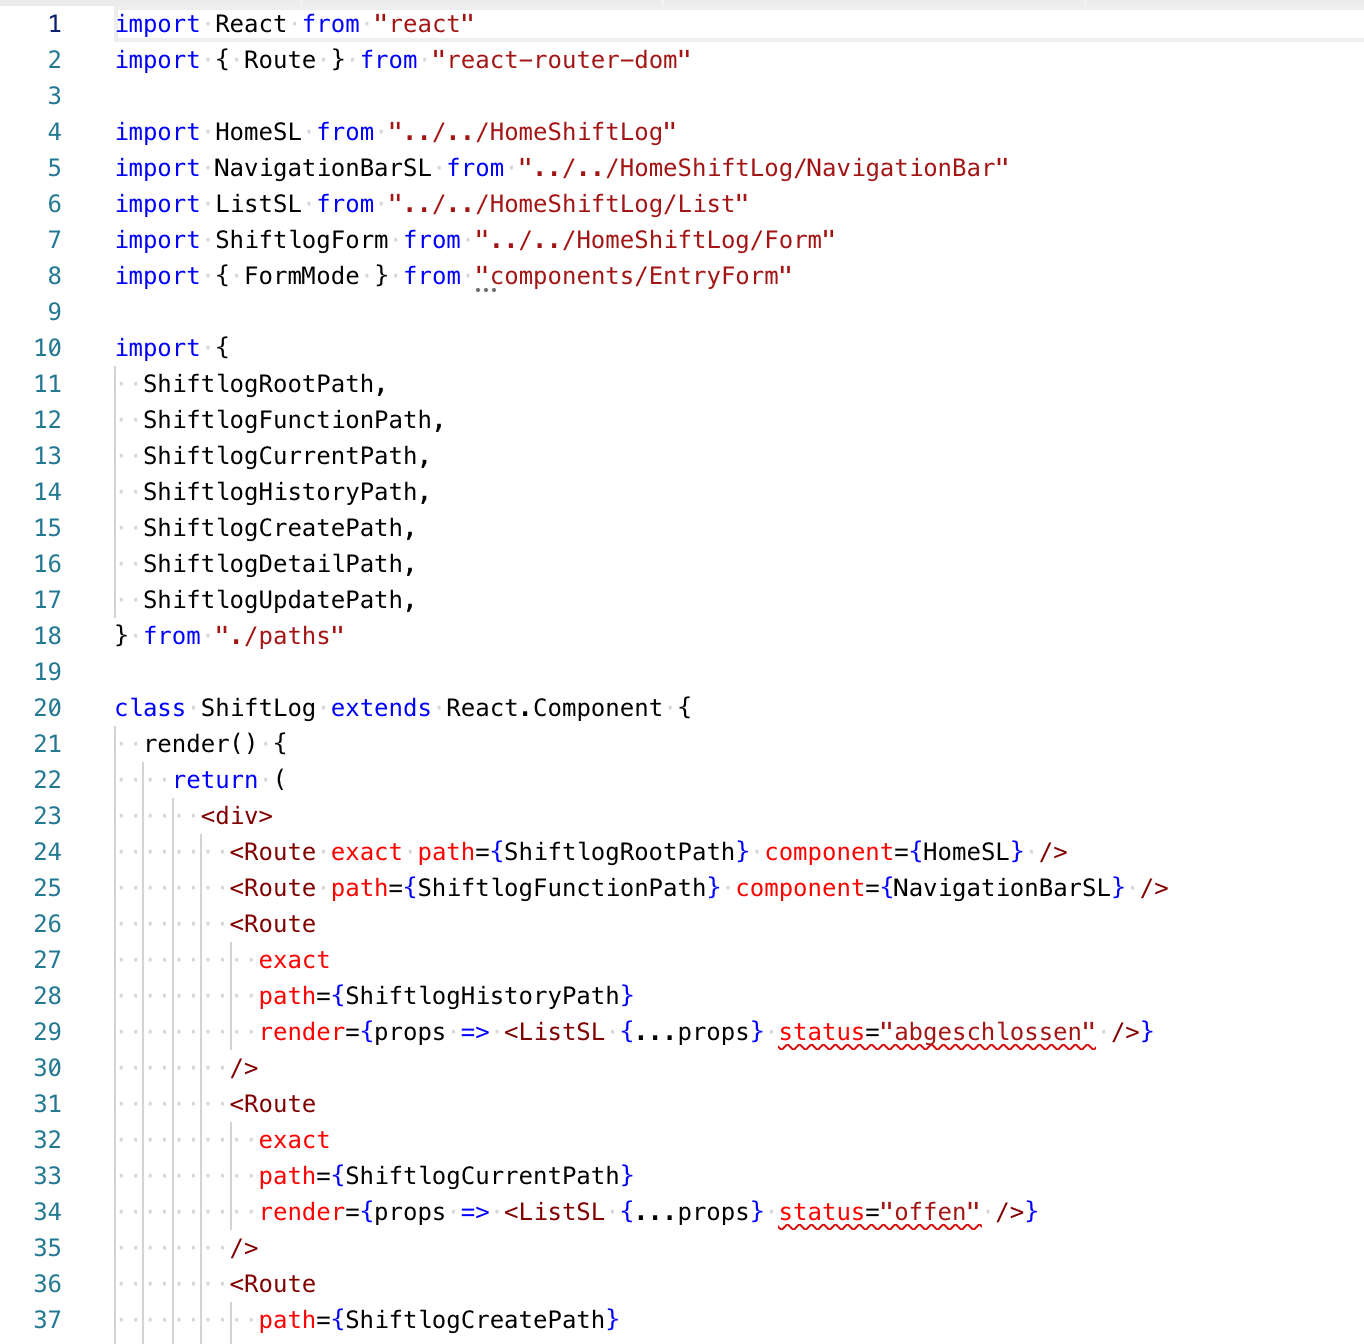 1 import React from "react"
2 import { Route } from "react-router-dom"
3
4 import HomeSL from "../../HomeShiftLog"
5 import NavigationBarSL from "../../HomeShiftLog/NavigationBar"
6 import ListSL from "../../HomeShiftLog/List"
7 import ShiftlogForm from "../../HomeShiftLog/Form"
8 import { FormMode } from "components/EntryForm"
9
10 import {
11   ShiftlogRootPath,
12   ShiftlogFunctionPath,
13   ShiftlogCurrentPath,
14   ShiftlogHistoryPath,
15   ShiftlogCreatePath,
16   ShiftlogDetailPath,
17   ShiftlogUpdatePath,
18 } from "./paths"
19
20 class ShiftLog extends React.Component {
21   render() {
22     return (
23       <div>
24         <Route exact path={ShiftlogRootPath} component={HomeSL} />
25         <Route path={ShiftlogFunctionPath} component={NavigationBarSL} />
26         <Route
27           exact
28           path={ShiftlogHistoryPath}
29           render={props => <ListSL {...props} status="abgeschlossen" />}
30         />
31         <Route
32           exact
33           path={ShiftlogCurrentPath}
34           render={props => <ListSL {...props} status="offen" />}
35         />
36         <Route
37           path={ShiftlogCreatePath}